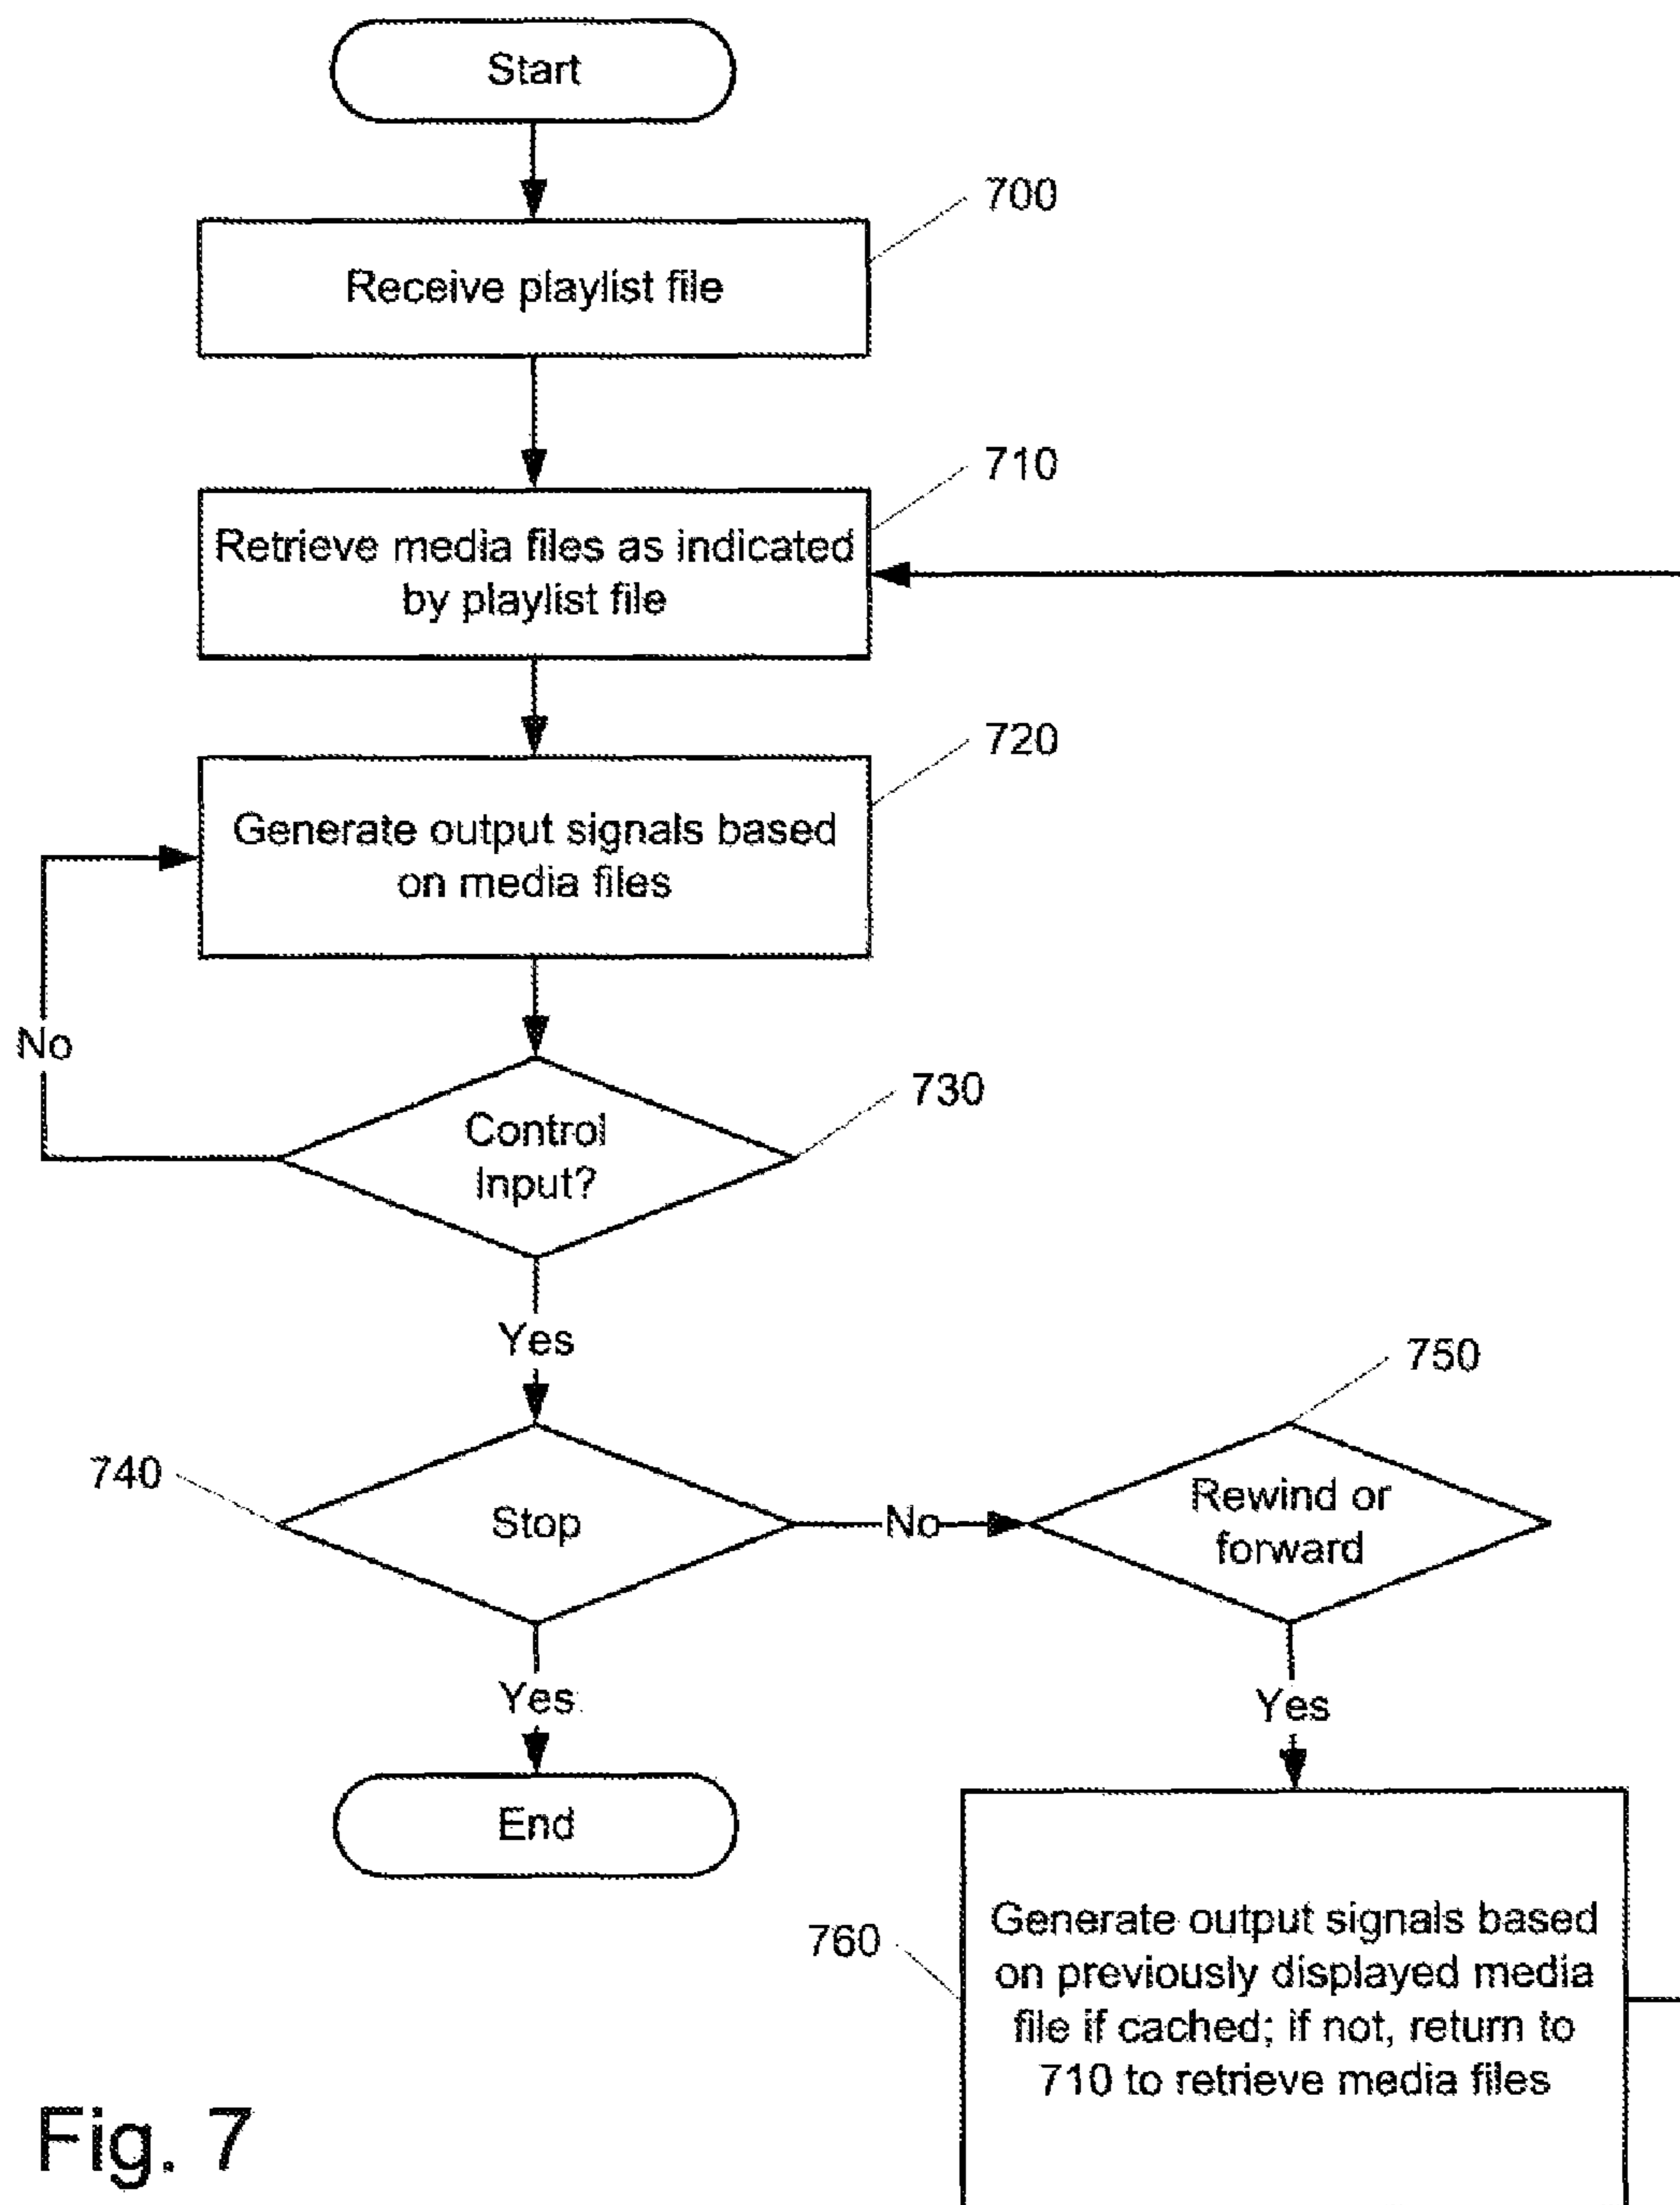 Start
700
Receive playlist file
710
Retrieve media files as indicated
by playlist file
720
Generate output signals based
on media files
No
730
Control
Input?
Yes
750
740
Stop
No
Rewind or
forward
Yes
Yes
End
760
Generate output signals based
on previously displayed media
file if cached; if not, return to
710 to retrieve media files
Fig. 7